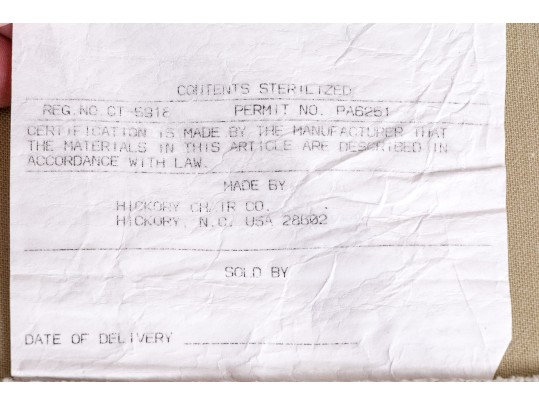 CONTENTS STERILIZED
REG.NO CT-5918 PERMIT NO. PA6251
CERTIFICATION IS MADE BY THE MANUFACTURER THAT
THE MATERIALS IN THIS ARTICLE ARE DESCRIBED IN
ACCORDANCE WITH LAW.
MADE BY
HICKORY CHAIR CO.
HICKORY, N.C. USA 28602
SOLD BY
DATE OF DELIVERY